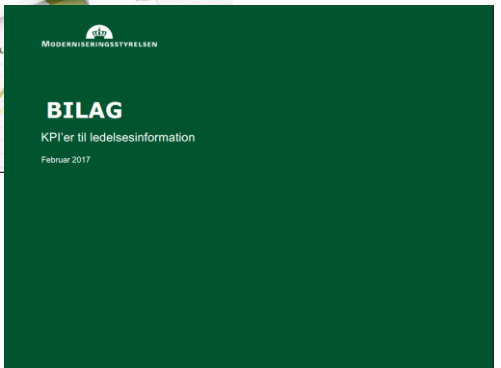 MODERNISERINGSSTYRELSEN
BILAG
KPI'er til ledelsesinformation
Februar 2017